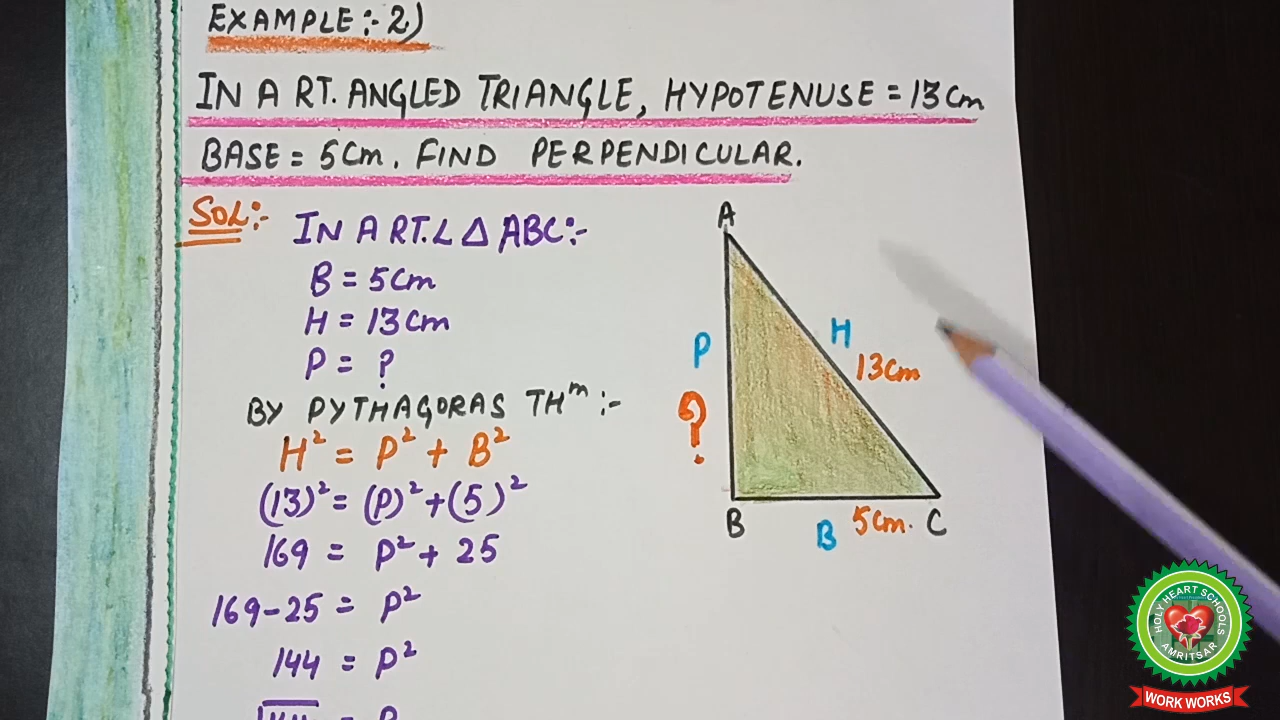 EXAMPLE:- 2)
IN A RT. ANGLED TRIANGLE, HYPOTENUSE = 13cm
BASE = 5cm. FIND PERPENDICULAR.
SOL:-
IN A RT.∠ △ ABC:-
B = 5cm
H = 13cm
P = ?
BY PYTHAGORAS THᵐ :-
H² = P² + B²
(13)² = (P)² + (5)²
169 = P² + 25
169-25 = P²
144 = P²
A
P
H
13cm
?
B
B
5cm.
C
HOLY HEART SCHOOLS
AMRITSAR
WORK WORKS